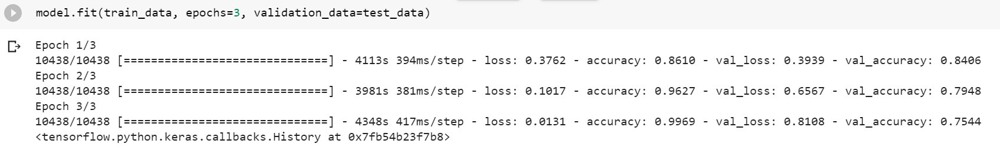 model.fit(train_data, epochs=3, validation_data=test_data)
Epoch 1/3
10438/10438 [==============================] - 4113s 394ms/step - loss: 0.3762 - accuracy: 0.8610 - val_loss: 0.3939 - val_accuracy: 0.8406
Epoch 2/3
10438/10438 [==============================] - 3981s 381ms/step - loss: 0.1017 - accuracy: 0.9627 - val_loss: 0.6567 - val_accuracy: 0.7948
Epoch 3/3
10438/10438 [==============================] - 4348s 417ms/step - loss: 0.0131 - accuracy: 0.9969 - val_loss: 0.8108 - val_accuracy: 0.7544
<tensorflow.python.keras.callbacks.History at 0x7fb54b23f7b8>